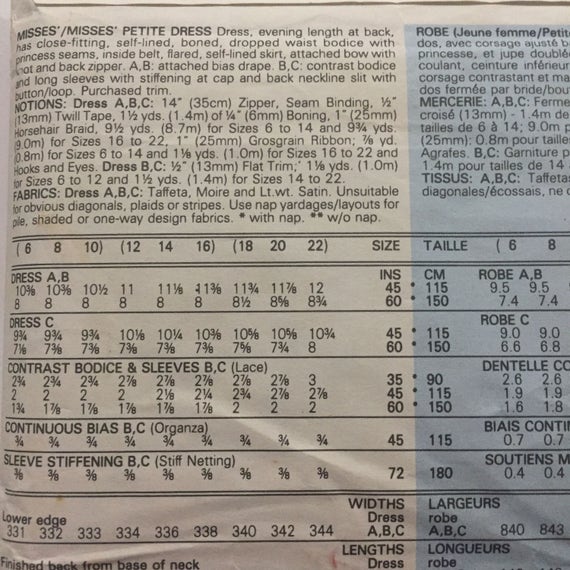 MISSES'/MISSES' PETITE DRESS Dress, evening length at back,
has close-fitting, self-lined, boned, dropped waist bodice with
princess seams, inside belt, flared, self-lined skirt, attached bow with
knot and back zipper. A,B: attached bias drape. B,C: contrast bodice
and long sleeves with stiffening at cap and back neckline slit with
button/loop. Purchased trim.
NOTIONS: Dress A,B,C: 14" (35cm) Zipper, Seam Binding, ½"
(13mm) Twill Tape, 1½ yds. (1.4m) of ¼" (6mm) Boning, 1" (25mm)
Horsehair Braid, 9½ yds. (8.7m) for Sizes 6 to 14 and 9¾ yds.
(9.0m) for Sizes 16 to 22, 1" (25mm) Grosgrain Ribbon; ⅞ yd.
(0.8m) for Sizes 6 to 14 and 1⅛ yds. (1.0m) for Sizes 16 to 22 and
Hooks and Eyes. Dress B,C: ½" (13mm) Flat Trim, 1⅛ yds. (1.0m)
for Sizes 6 to 12 and 1½ yds. (1.4m) for Sizes 14 to 22.
FABRICS: Dress A,B,C: Taffeta, Moire and Lt.wt. Satin. Unsuitable
for obvious diagonals, plaids or stripes. Use nap yardages/layouts for
pile, shaded or one-way design fabrics. * with nap. ** w/o nap.
( 6 8 10) (12 14 16) (18 20 22) SIZE
DRESS A,B INS
10⅜ 10⅜ 10½ 11 11⅛ 11⅜ 11¾ 11⅞ 12 45 *
8 8 8 8 8 8 8½ 8⅝ 8¾ 60 *
DRESS C
9¾ 9¾ 9¾ 10⅛ 10¼ 10⅜ 10⅝ 10⅝ 10¾ 45 *
7⅛ 7⅜ 7⅜ 7⅜ 7⅜ 7⅜ 7⅝ 7¾ 8 60 *
CONTRAST BODICE & SLEEVES B,C (Lace)
2¾ 2¾ 2¾ 2⅞ 2⅞ 2⅞ 2⅞ 2⅞ 3 35 *
2 2 2 2 2⅛ 2¼ 2¾ 2⅞ 2⅞ 45 *
1¾ 1⅞ 1⅞ 1⅞ 1⅞ 1⅞ 2 2 2 60 *
CONTINUOUS BIAS B,C (Organza)
¾ ¾ ¾ ¾ ¾ ¾ ¾ ¾ ¾ 45
SLEEVE STIFFENING B,C (Stiff Netting)
⅜ ⅜ ⅜ ⅜ ⅜ ⅜ ⅜ ⅜ ⅜ 72
WIDTHS
Lower edge Dress
331 332 333 334 336 338 340 342 344 A,B,C
LENGTHS
Finished back from base of neck Dress
ROBE (Jeune femme/Petit
dos, avec corsage ajusté
princesse, et jupe doublé
coulant, ceinture inférieur
corsage contrastant et ma
dos fermée par bride/bou
MERCERIE: A,B,C: Ferme
croisé (13mm) - 1.4m d
tailles de 6 à 14; 9.0m p
(25mm): 0.8m pour tailles
Agrafes. B,C: Garniture p
1.4m pour tailles de 14
TISSUS: A,B,C: Taffetas
diagonales/écossais, ne c
TAILLE ( 6 8
CM ROBE A,B
115 9.5 9.5
150 7.4 7.4
ROBE C
115 9.0 9.0
150 6.6 6.8
DENTELLE CO
90 2.6 2.6
115 1.9 1.9
150 1.6 1.8
BIAIS CONTI
115 0.7 0.7
SOUTIENS M
180 0.4 0.4
LARGEURS
robe
A,B,C 840 843
LONGUEURS
robe